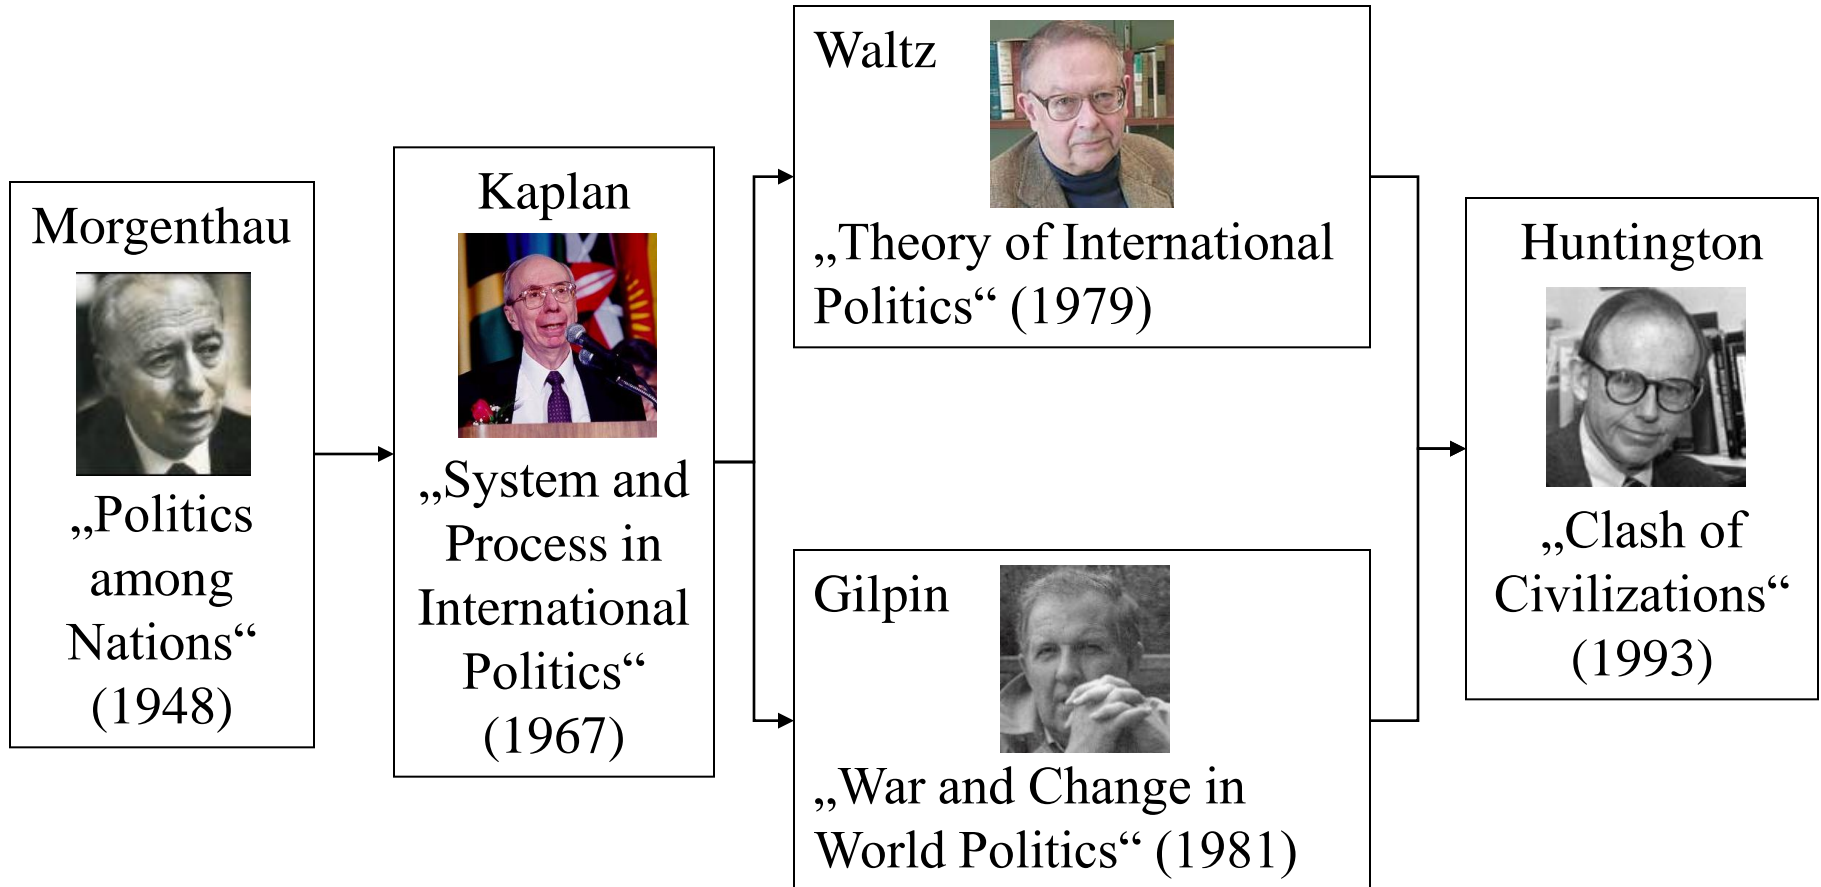 Morgenthau
„Politics
among
Nations“
(1948)
Kaplan
„System and
Process in
International
Politics“
(1967)
Waltz
„Theory of International
Politics“ (1979)
Gilpin
„War and Change in
World Politics“ (1981)
Huntington
„Clash of
Civilizations“
(1993)